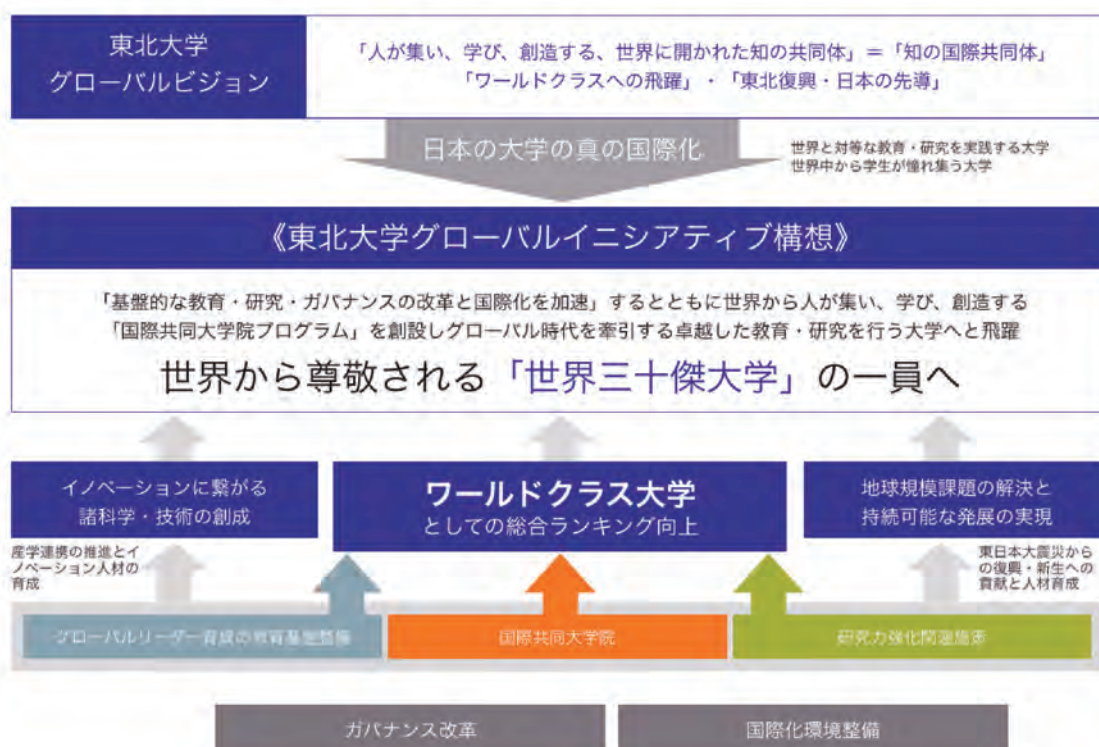 東北大学
グローバルビジョン
「人が集い、学び、創造する、世界に開かれた知の共同体」＝「知の国際共同体」
「ワールドクラスへの飛躍」・「東北復興・日本の先導」
日本の大学の真の国際化
世界と対等な教育・研究を実践する大学
世界中から学生が憧れ集う大学
《東北大学グローバルイニシアティブ構想》
「基盤的な教育・研究・ガバナンスの改革と国際化を加速」するとともに世界から人が集い、学び、創造する
「国際共同大学院プログラム」を創設しグローバル時代を牽引する卓越した教育・研究を行う大学へと飛躍
世界から尊敬される「世界三十傑大学」の一員へ
イノベーションに繋がる
諸科学・技術の創成
ワールドクラス大学
としての総合ランキング向上
地球規模課題の解決と
持続可能な発展の実現
産学連携の推進とイ
ノベーション人材の
育成
東日本大震災から
の復興・新生への
貢献と人材育成
グローバルリーダー育成の教育基盤整備
国際共同大学院
研究力強化関連施策
ガバナンス改革
国際化環境整備